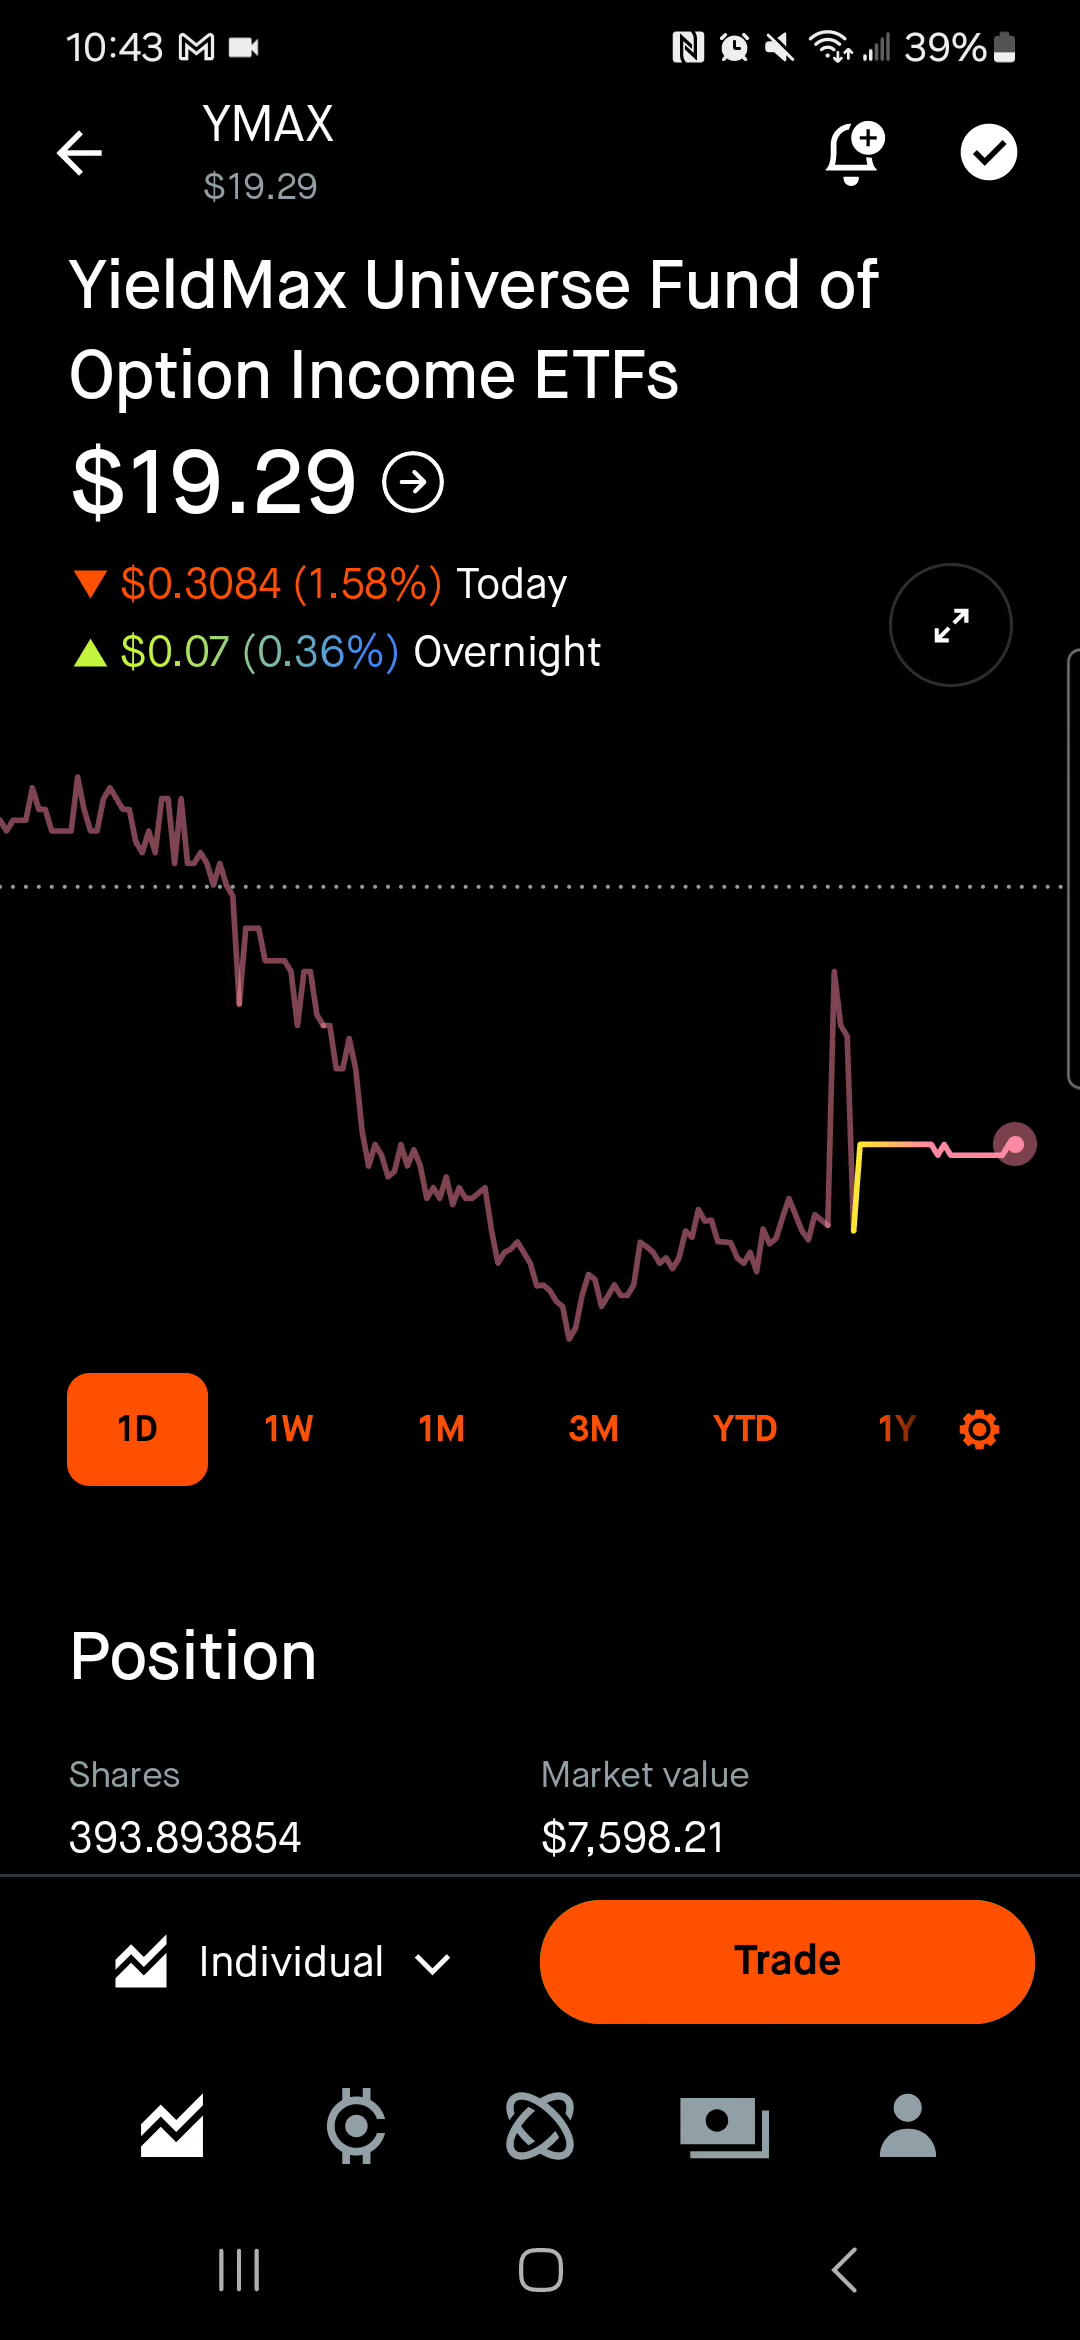 10:43 39%
YMAX
$19.29
YieldMax Universe Fund of
Option Income ETFs
$19.29
▼ $0.3084 (1.58%) Today
▲ $0.07 (0.36%) Overnight
1D 1W 1M 3M YTD 1Y
Position
Shares Market value
393.893854 $7,598.21
Individual Trade